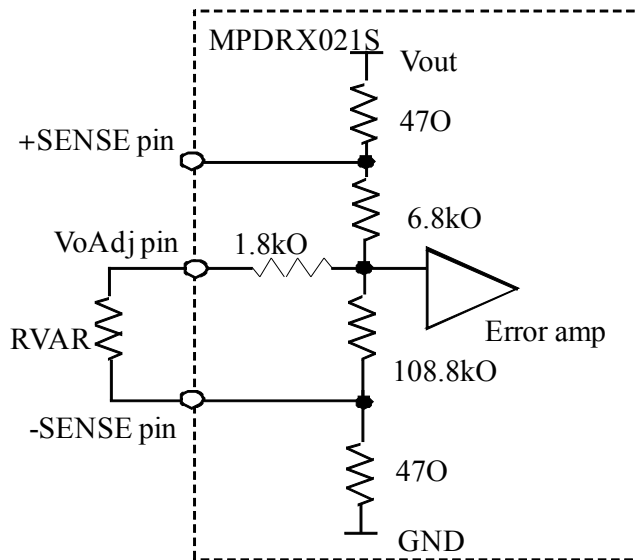 MPDRX021S
Vout
47O
+SENSE pin
6.8kO
VoAdj pin
1.8kO
Error amp
RVAR
108.8kO
-SENSE pin
47O
GND